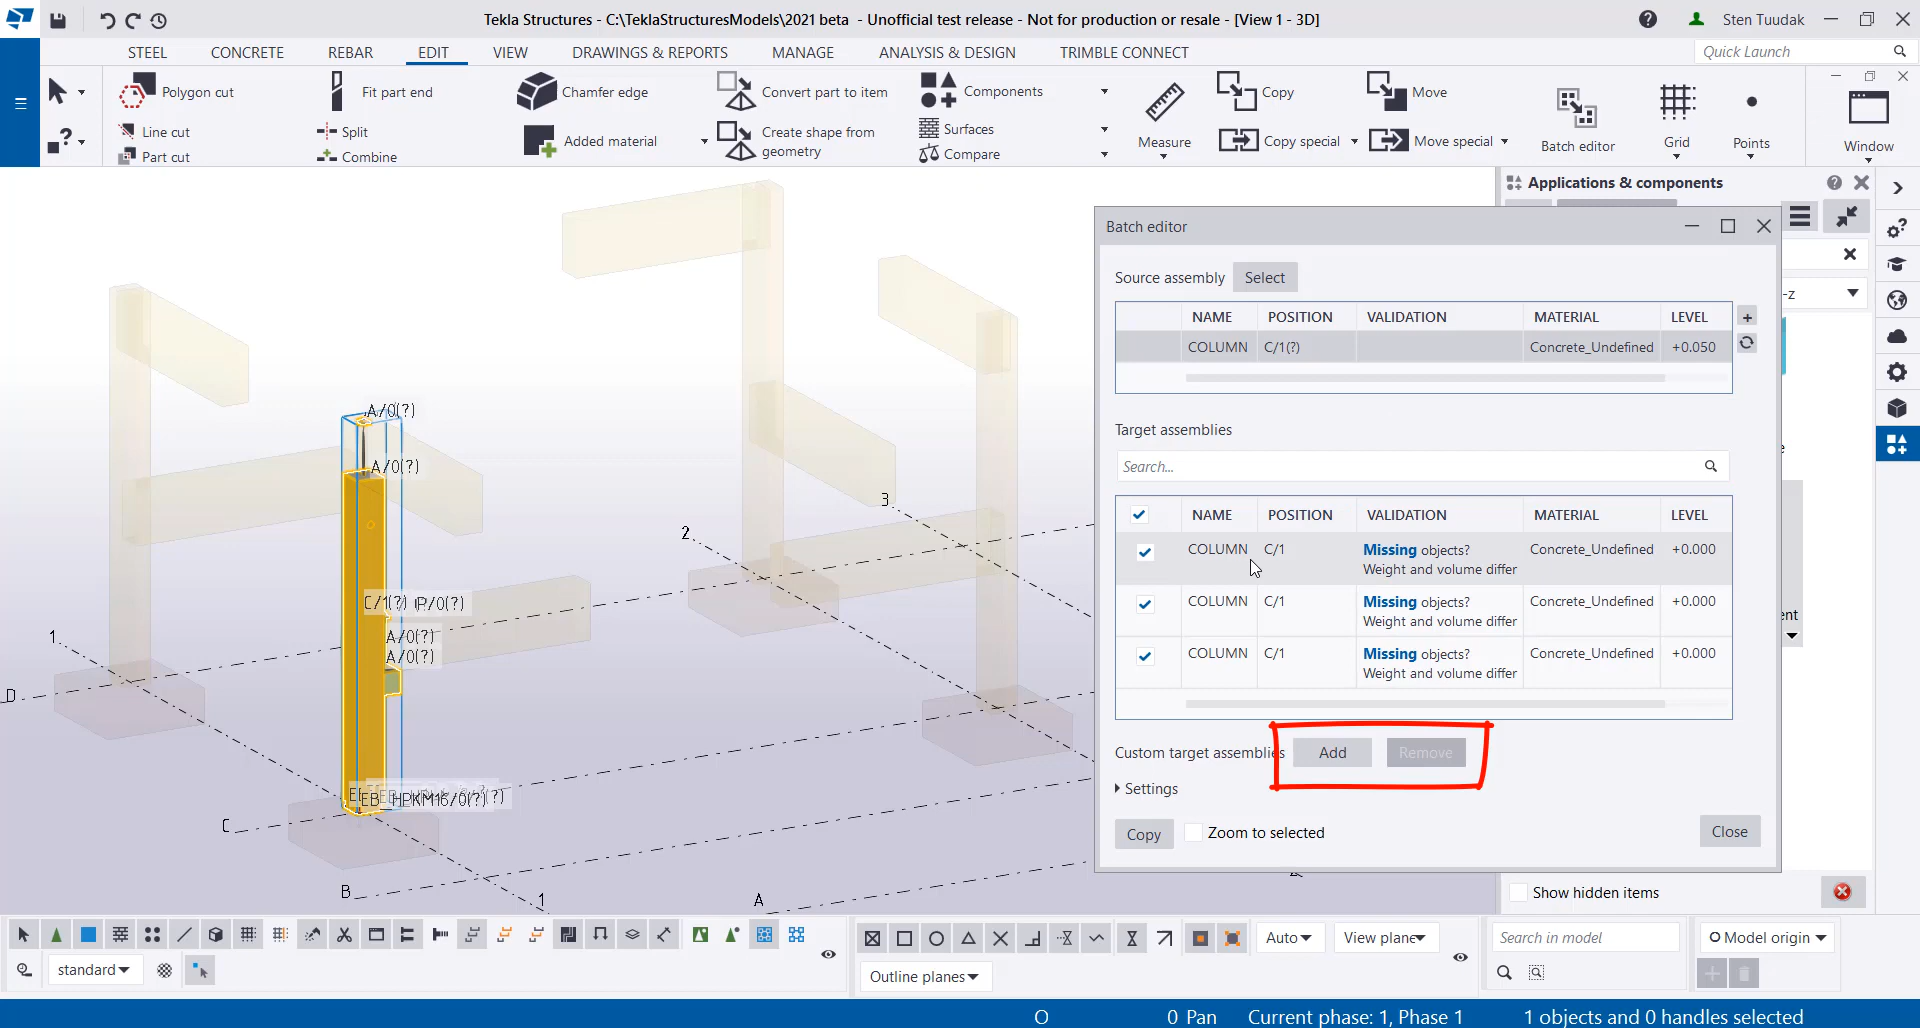 Tekla Structures - C:\TeklaStructuresModels\2021 beta - Unofficial test release - Not for production or resale - [View 1 - 3D]
Sten Tuudak
STEEL CONCRETE REBAR EDIT VIEW DRAWINGS & REPORTS MANAGE ANALYSIS & DESIGN TRIMBLE CONNECT
Quick Launch
Polygon cut
Line cut
Part cut
Fit part end
Split
Combine
Chamfer edge
Added material
Convert part to item
Create shape from
geometry
Components
Surfaces
Compare
Measure
Copy
Copy special
Move
Move special
Batch editor
Grid
Points
Window
Applications & components
-z
Batch editor
Source assembly Select
NAME POSITION VALIDATION MATERIAL LEVEL
COLUMN C/1(?) Concrete_Undefined +0.050
Target assemblies
Search...
NAME POSITION VALIDATION MATERIAL LEVEL
COLUMN C/1 Missing objects? Concrete_Undefined +0.000
Weight and volume differ
COLUMN C/1 Missing objects? Concrete_Undefined +0.000
Weight and volume differ
COLUMN C/1 Missing objects? Concrete_Undefined +0.000
Weight and volume differ
Custom target assemblies Add Remove
Settings
Copy Zoom to selected Close
ent
Show hidden items
A/0(?)
A/0(?)
C/1(?) P/0(?)
A/0(?)
A/0(?)
EB_HPKM16/0(?)
3
2
1
D
C
B
1
A
standard
Auto
View plane
Outline planes
Search in model
Model origin
O 0 Pan Current phase: 1, Phase 1 1 objects and 0 handles selected